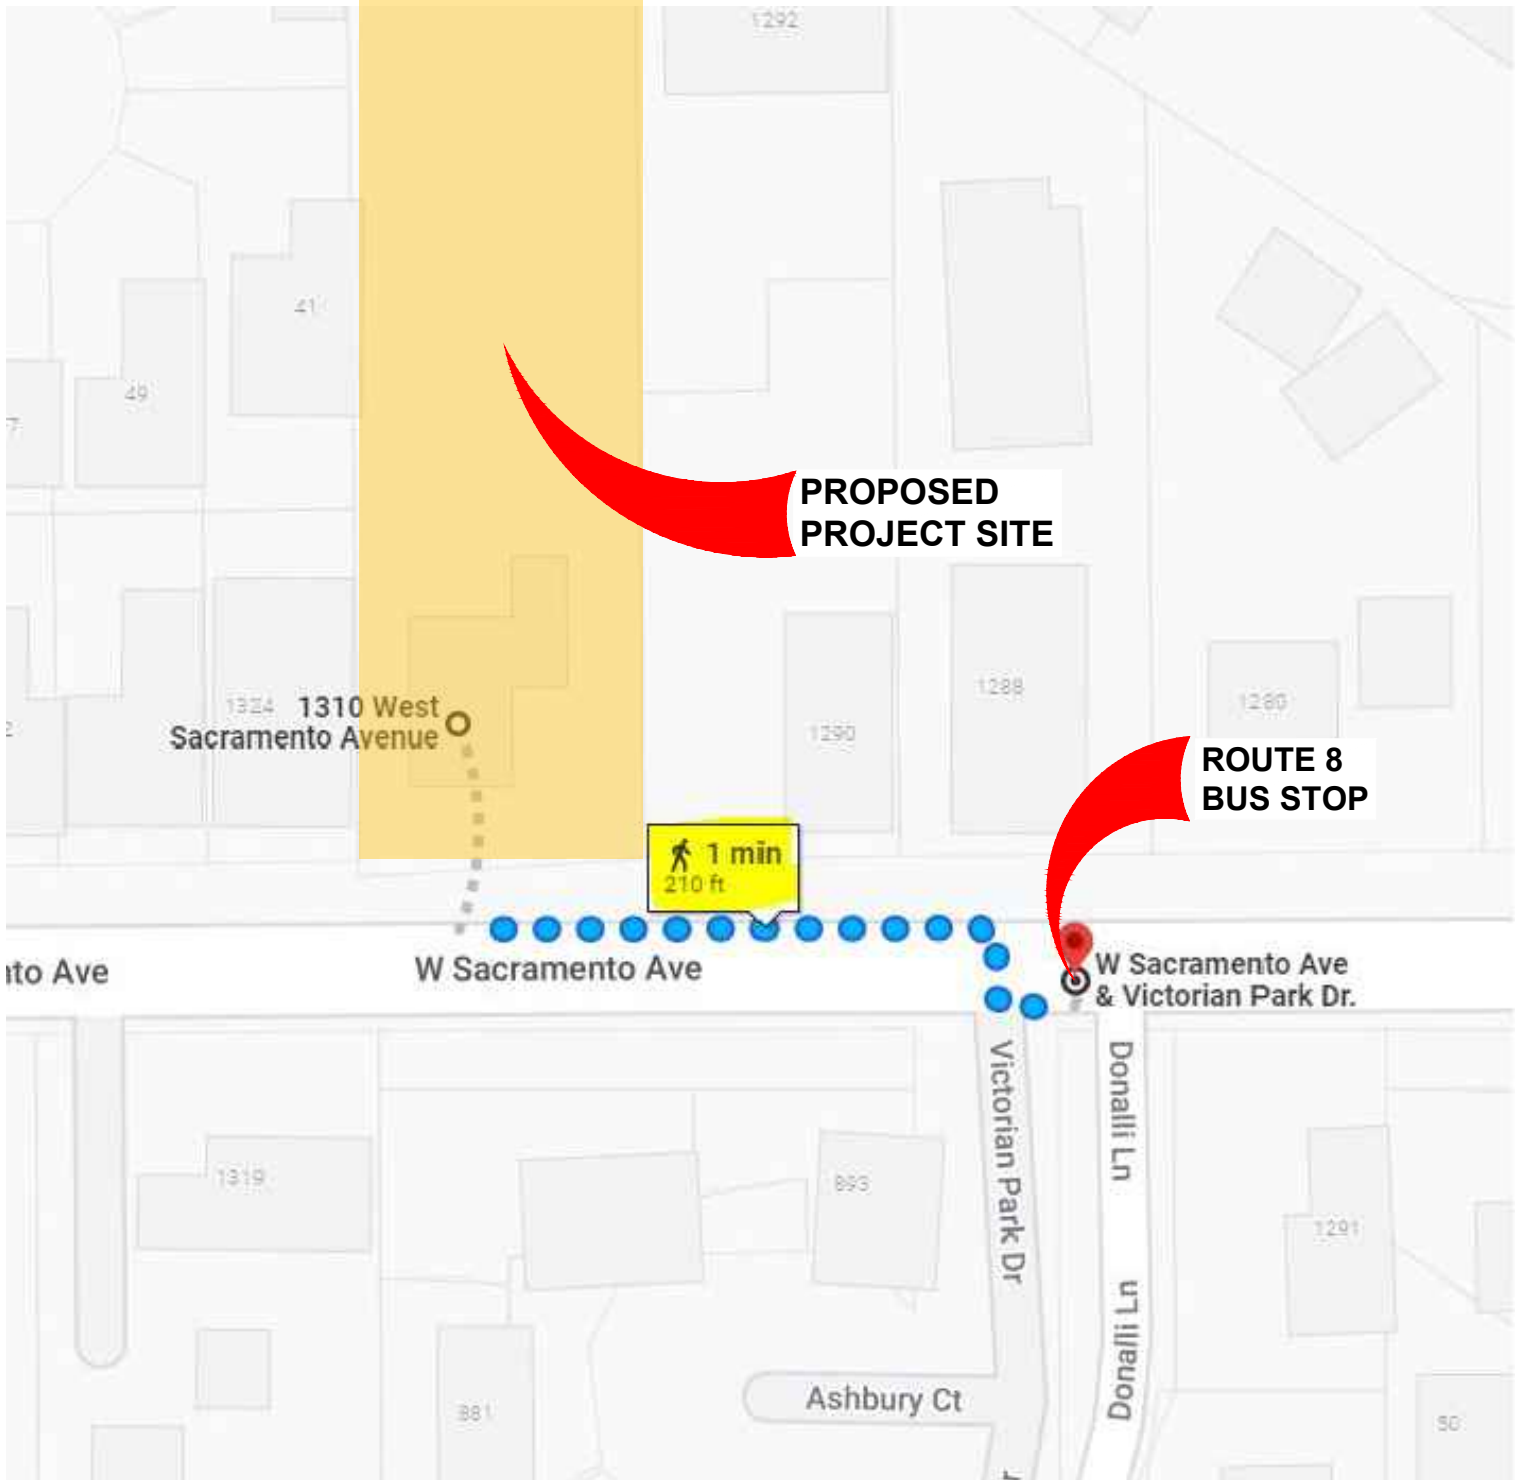 1292
41
49
7
PROPOSED
PROJECT SITE
1324
1310 West
Sacramento Avenue
1290
1288
1280
2
ROUTE 8
BUS STOP
1 min
210 ft
W Sacramento Ave
& Victorian Park Dr.
nto Ave
W Sacramento Ave
Victorian Park Dr
Donalli Ln
1319
893
1291
Donalli Ln
Ashbury Ct
881
50